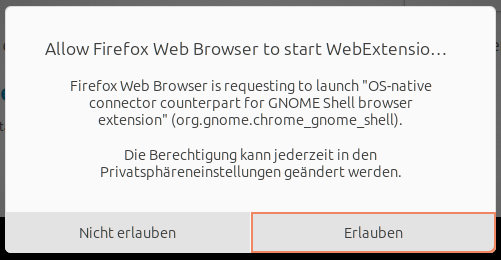 Allow Firefox Web Browser to start WebExtensio…
Firefox Web Browser is requesting to launch "OS-native
connector counterpart for GNOME Shell browser
extension" (org.gnome.chrome_gnome_shell).
Die Berechtigung kann jederzeit in den
Privatsphäreneinstellungen geändert werden.
Nicht erlauben
Erlauben